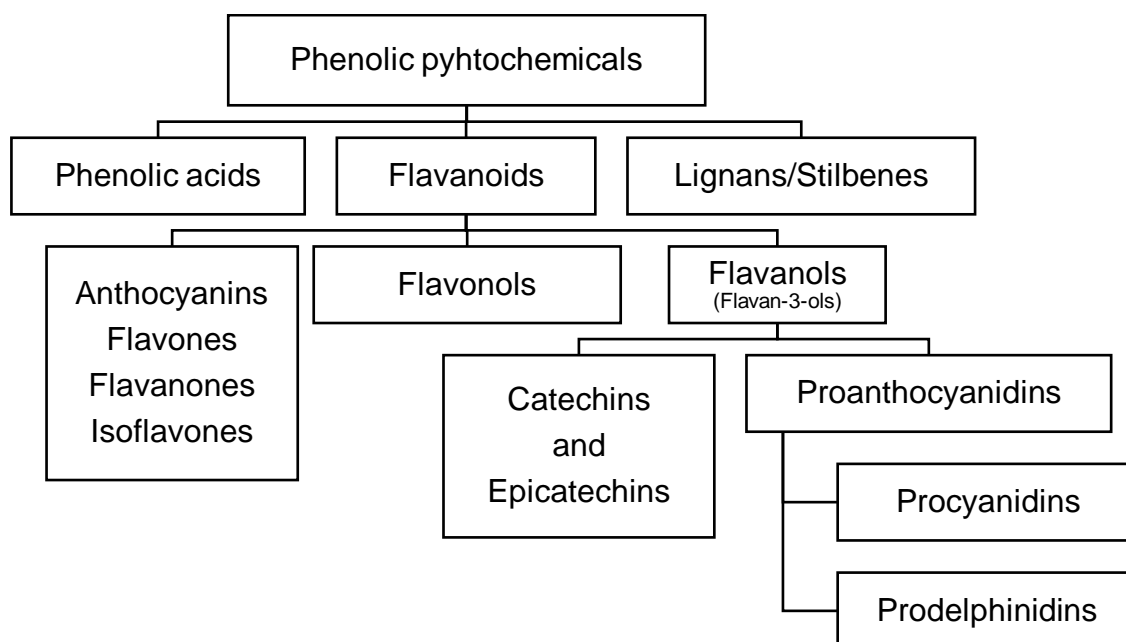 Phenolic pyhtochemicals
Phenolic acids
Flavanoids
Lignans/Stilbenes
Anthocyanins
Flavones
Flavanones
Isoflavones
Flavonols
Flavanols
(Flavan-3-ols)
Catechins
and
Epicatechins
Proanthocyanidins
Procyanidins
Prodelphinidins